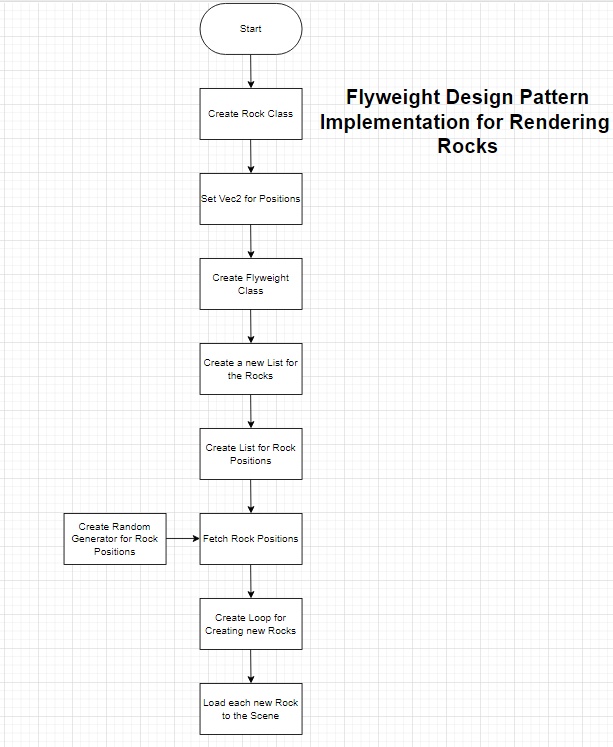 Start
Flyweight Design Pattern
Implementation for Rendering
Rocks
Create Rock Class
Set Vec2 for Positions
Create Flyweight
Class
Create a new List for
the Rocks
Create List for Rock
Positions
Create Random
Generator for Rock
Positions
Fetch Rock Positions
Create Loop for
Creating new Rocks
Load each new Rock
to the Scene